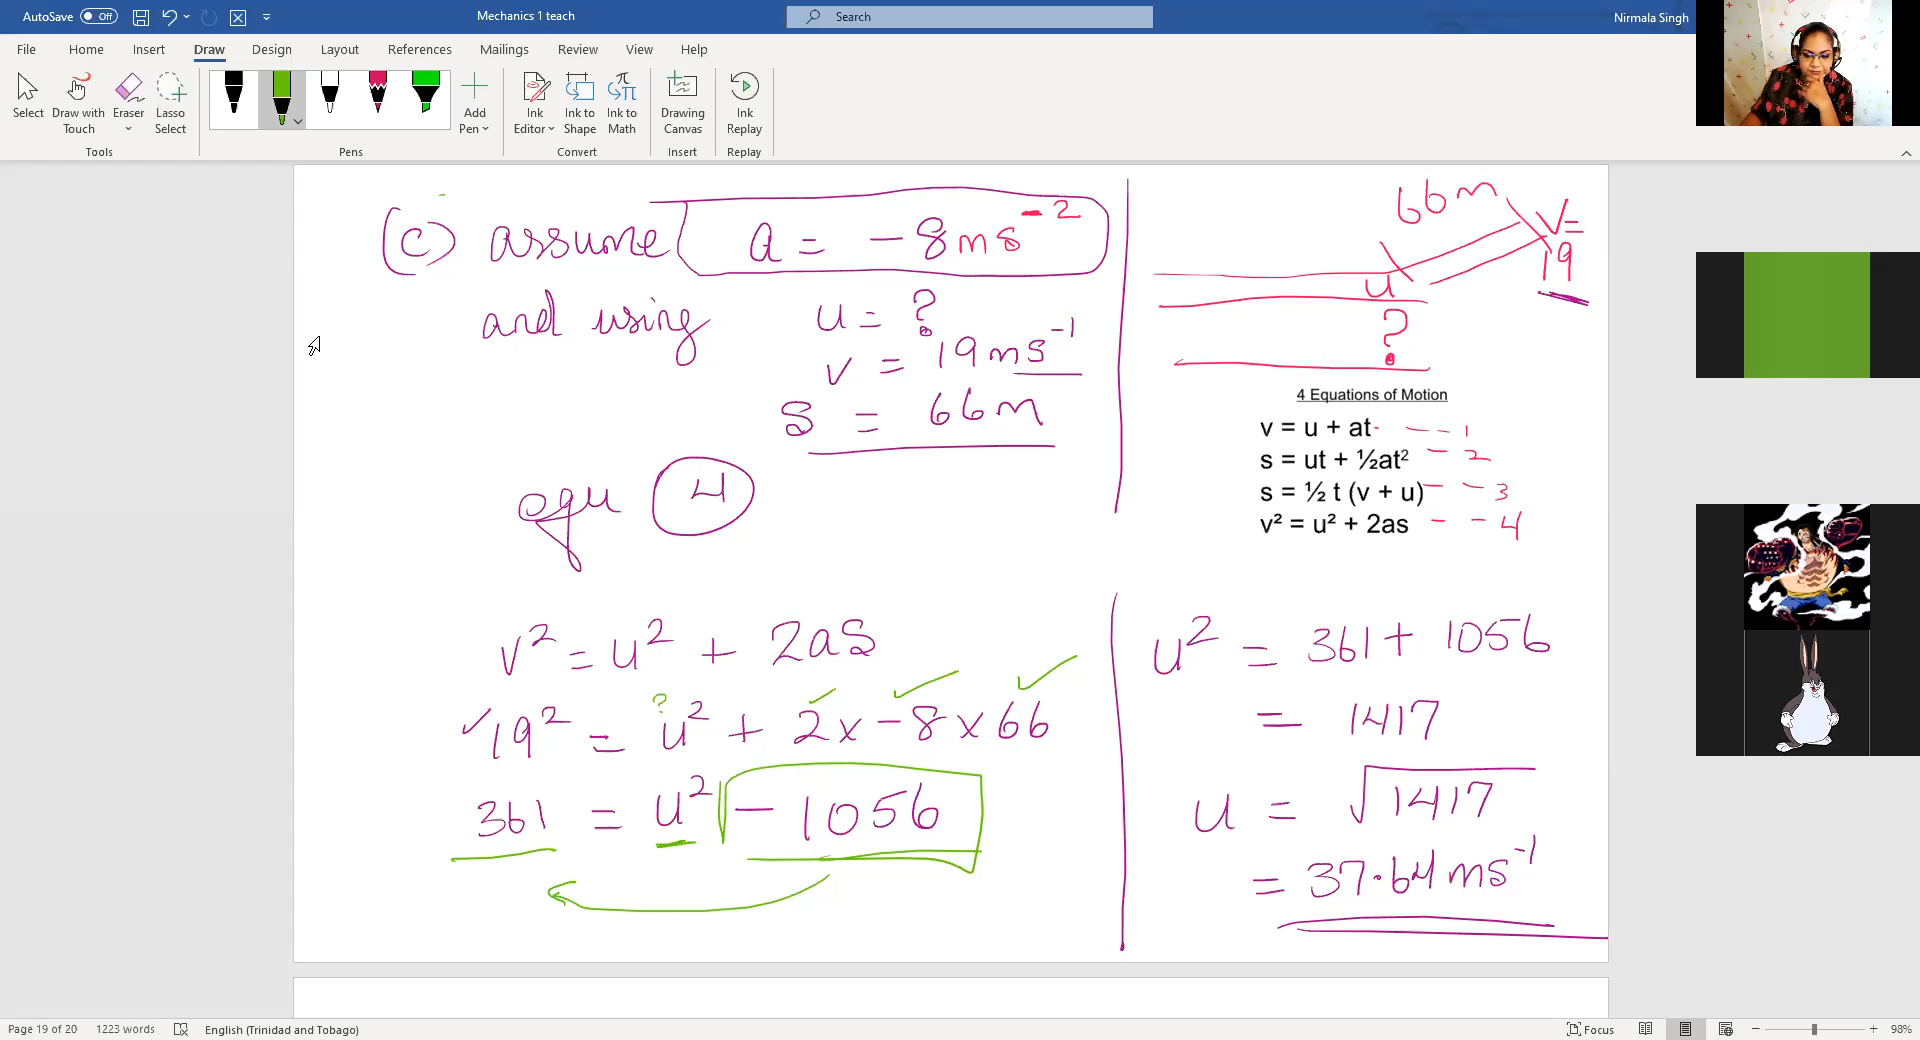 AutoSave Off
Mechanics 1 teach
Search
Nirmala Singh
File Home Insert Draw Design Layout References Mailings Review View Help
Select
Draw with Touch
Eraser
Lasso Select
Add Pen
Ink Editor
Ink to Shape
Ink to Math
Drawing Canvas
Ink Replay
Tools
Pens
Convert
Insert
Replay
(c) assume a = -8ms⁻²
and using
u = ?
v = 19ms⁻¹
s = 66m
equ 4
v² = u² + 2as
?
19² = u² + 2x -8 x 66
361 = u² - 1056
66m
V=
19
u
?
4 Equations of Motion
v = u + at -- 1
s = ut + ½at² - - 2
s = ½ t (v + u) - - 3
v² = u² + 2as - - 4
u² = 361 + 1056
= 1417
u = √1417
= 37.64ms⁻¹
Page 19 of 20
1223 words
English (Trinidad and Tobago)
Focus
98%